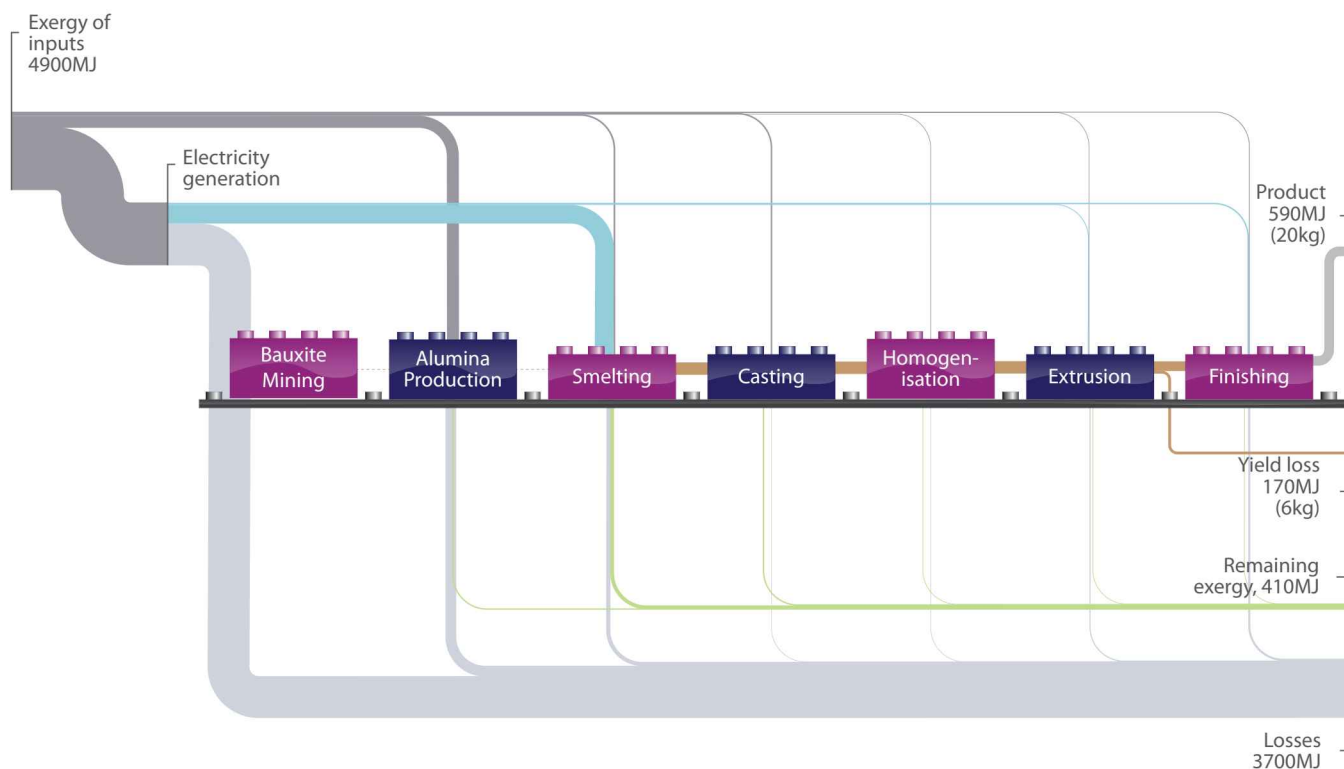 Exergy of
inputs
4900MJ
Electricity
generation
Product
590MJ
(20kg)
Bauxite
Mining
Alumina
Production
Smelting
Casting
Homogen-
isation
Extrusion
Finishing
Yield loss
170MJ
(6kg)
Remaining
exergy, 410MJ
Losses
3700MJ